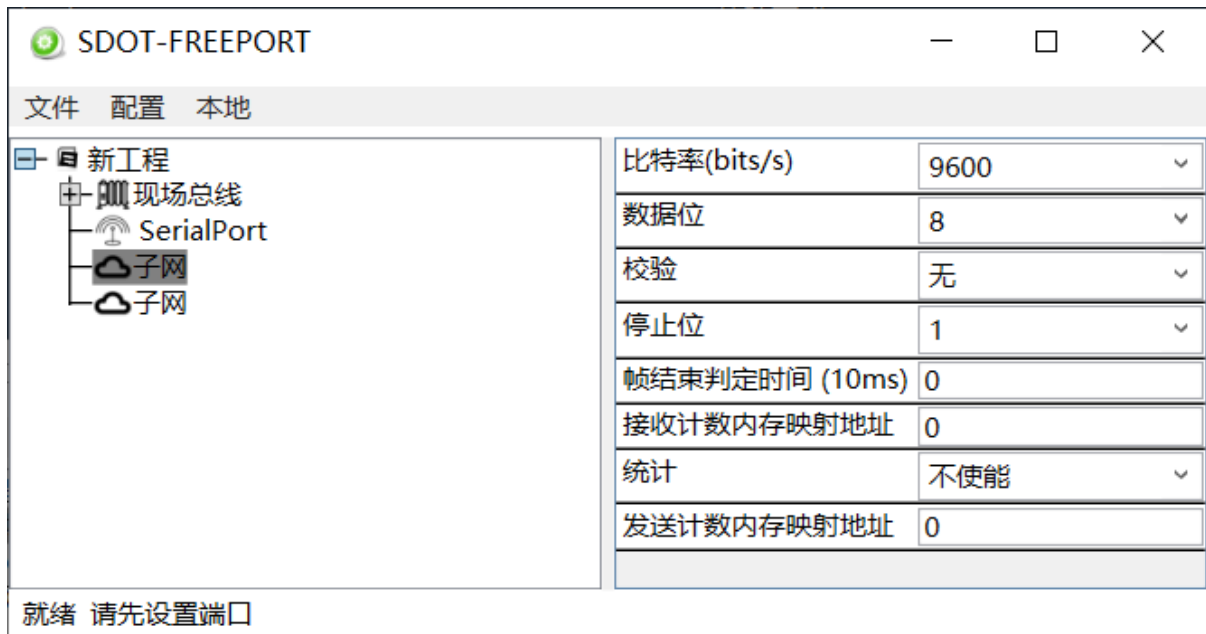 SDOT-FREEPORT
文件 配置 本地
新工程
现场总线
SerialPort
子网
子网
比特率(bits/s) 9600
数据位 8
校验 无
停止位 1
帧结束判定时间 (10ms) 0
接收计数内存映射地址 0
统计 不使能
发送计数内存映射地址 0
就绪 请先设置端口